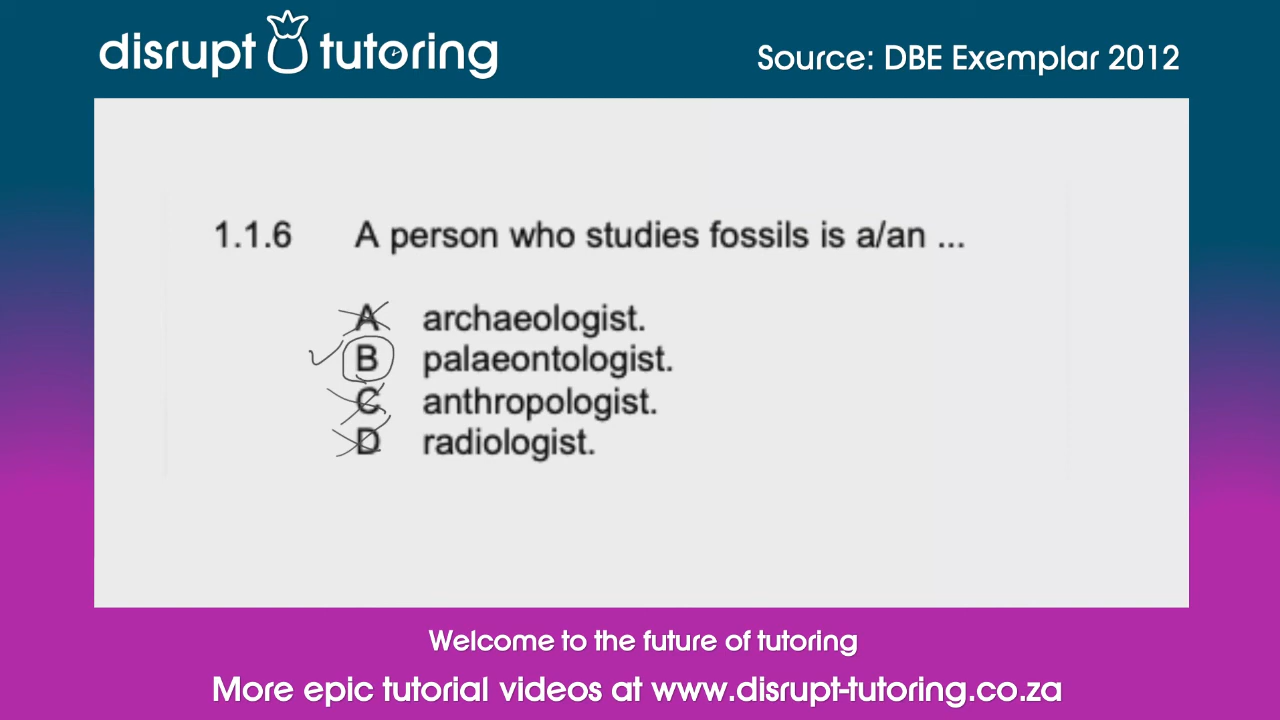 disrupt tutoring
Source: DBE Exemplar 2012
1.1.6 A person who studies fossils is a/an ...
A archaeologist.
B palaeontologist.
C anthropologist.
D radiologist.
Welcome to the future of tutoring
More epic tutorial videos at www.disrupt-tutoring.co.za